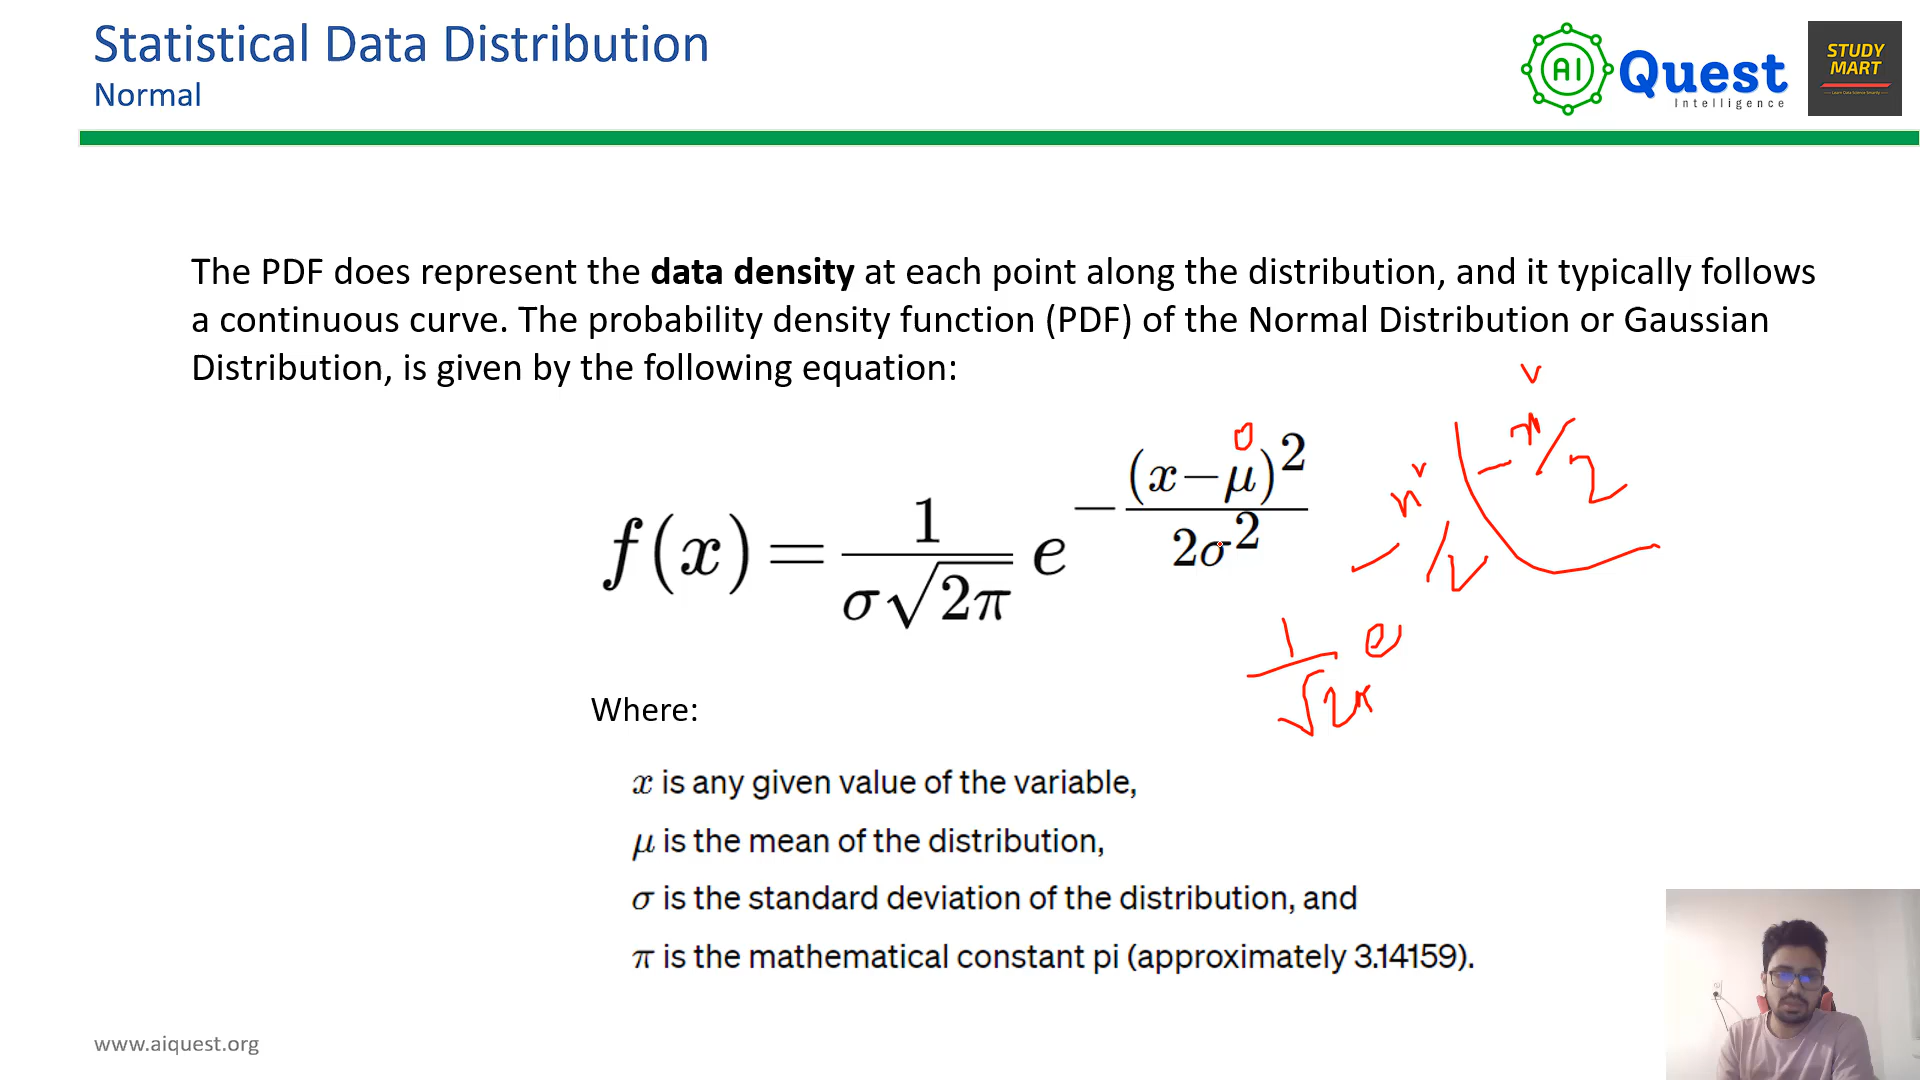 Statistical Data Distribution
Normal
AI Quest
Intelligence
STUDY
MART
The PDF does represent the data density at each point along the distribution, and it typically follows
a continuous curve. The probability density function (PDF) of the Normal Distribution or Gaussian
Distribution, is given by the following equation:
f(x) = 1/(σ√2π) e^(-(x-μ)²/(2σ²))
0
1/√2π e
Where:
x is any given value of the variable,
μ is the mean of the distribution,
σ is the standard deviation of the distribution, and
π is the mathematical constant pi (approximately 3.14159).
www.aiquest.org